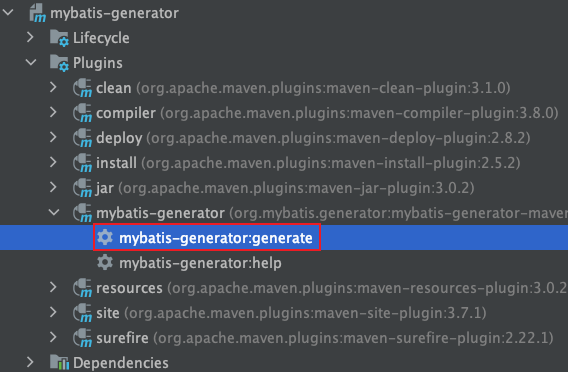 mybatis-generator
Lifecycle
Plugins
clean (org.apache.maven.plugins:maven-clean-plugin:3.1.0)
compiler (org.apache.maven.plugins:maven-compiler-plugin:3.8.0)
deploy (org.apache.maven.plugins:maven-deploy-plugin:2.8.2)
install (org.apache.maven.plugins:maven-install-plugin:2.5.2)
jar (org.apache.maven.plugins:maven-jar-plugin:3.0.2)
mybatis-generator (org.mybatis.generator:mybatis-generator-maven
mybatis-generator:generate
mybatis-generator:help
resources (org.apache.maven.plugins:maven-resources-plugin:3.0.2
site (org.apache.maven.plugins:maven-site-plugin:3.7.1)
surefire (org.apache.maven.plugins:maven-surefire-plugin:2.22.1)
Dependencies